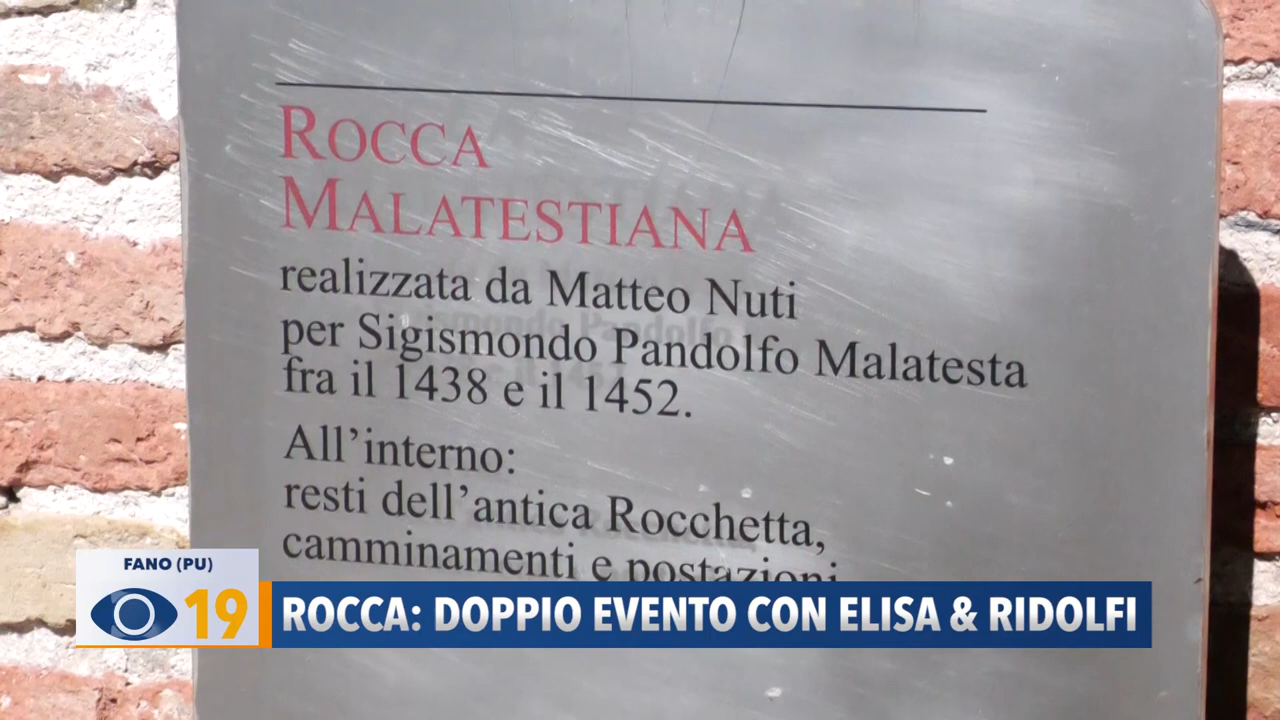 ROCCA
MALATESTIANA
realizzata da Matteo Nuti
per Sigismondo Pandolfo Malatesta
fra il 1438 e il 1452.
All’interno:
resti dell’antica Rocchetta,
camminamenti e postazioni
FANO (PU)
19
ROCCA: DOPPIO EVENTO CON ELISA & RIDOLFI